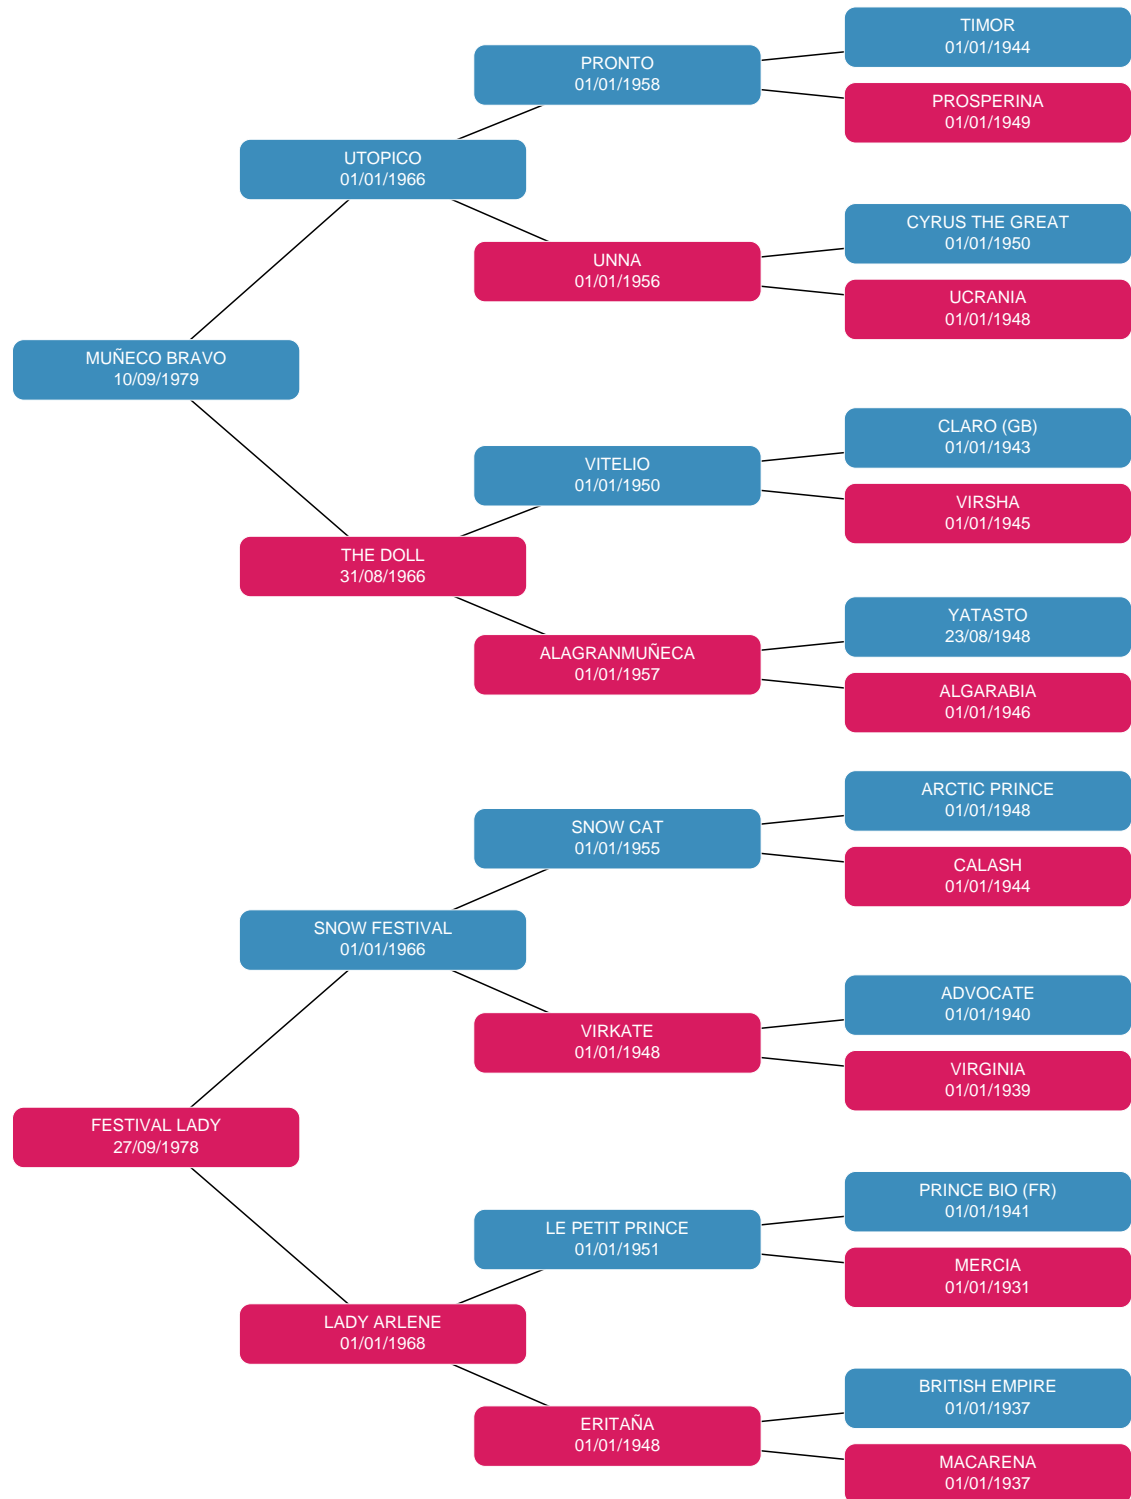 TIMOR
01/01/1944
PRONTO
01/01/1958
PROSPERINA
01/01/1949
UTOPICO
01/01/1966
CYRUS THE GREAT
01/01/1950
UNNA
01/01/1956
UCRANIA
01/01/1948
MUÑECO BRAVO
10/09/1979
CLARO (GB)
01/01/1943
VITELIO
01/01/1950
VIRSHA
01/01/1945
THE DOLL
31/08/1966
YATASTO
23/08/1948
ALAGRANMUÑECA
01/01/1957
ALGARABIA
01/01/1946
ARCTIC PRINCE
01/01/1948
SNOW CAT
01/01/1955
CALASH
01/01/1944
SNOW FESTIVAL
01/01/1966
ADVOCATE
01/01/1940
VIRKATE
01/01/1948
VIRGINIA
01/01/1939
FESTIVAL LADY
27/09/1978
PRINCE BIO (FR)
01/01/1941
LE PETIT PRINCE
01/01/1951
MERCIA
01/01/1931
LADY ARLENE
01/01/1968
BRITISH EMPIRE
01/01/1937
ERITAÑA
01/01/1948
MACARENA
01/01/1937